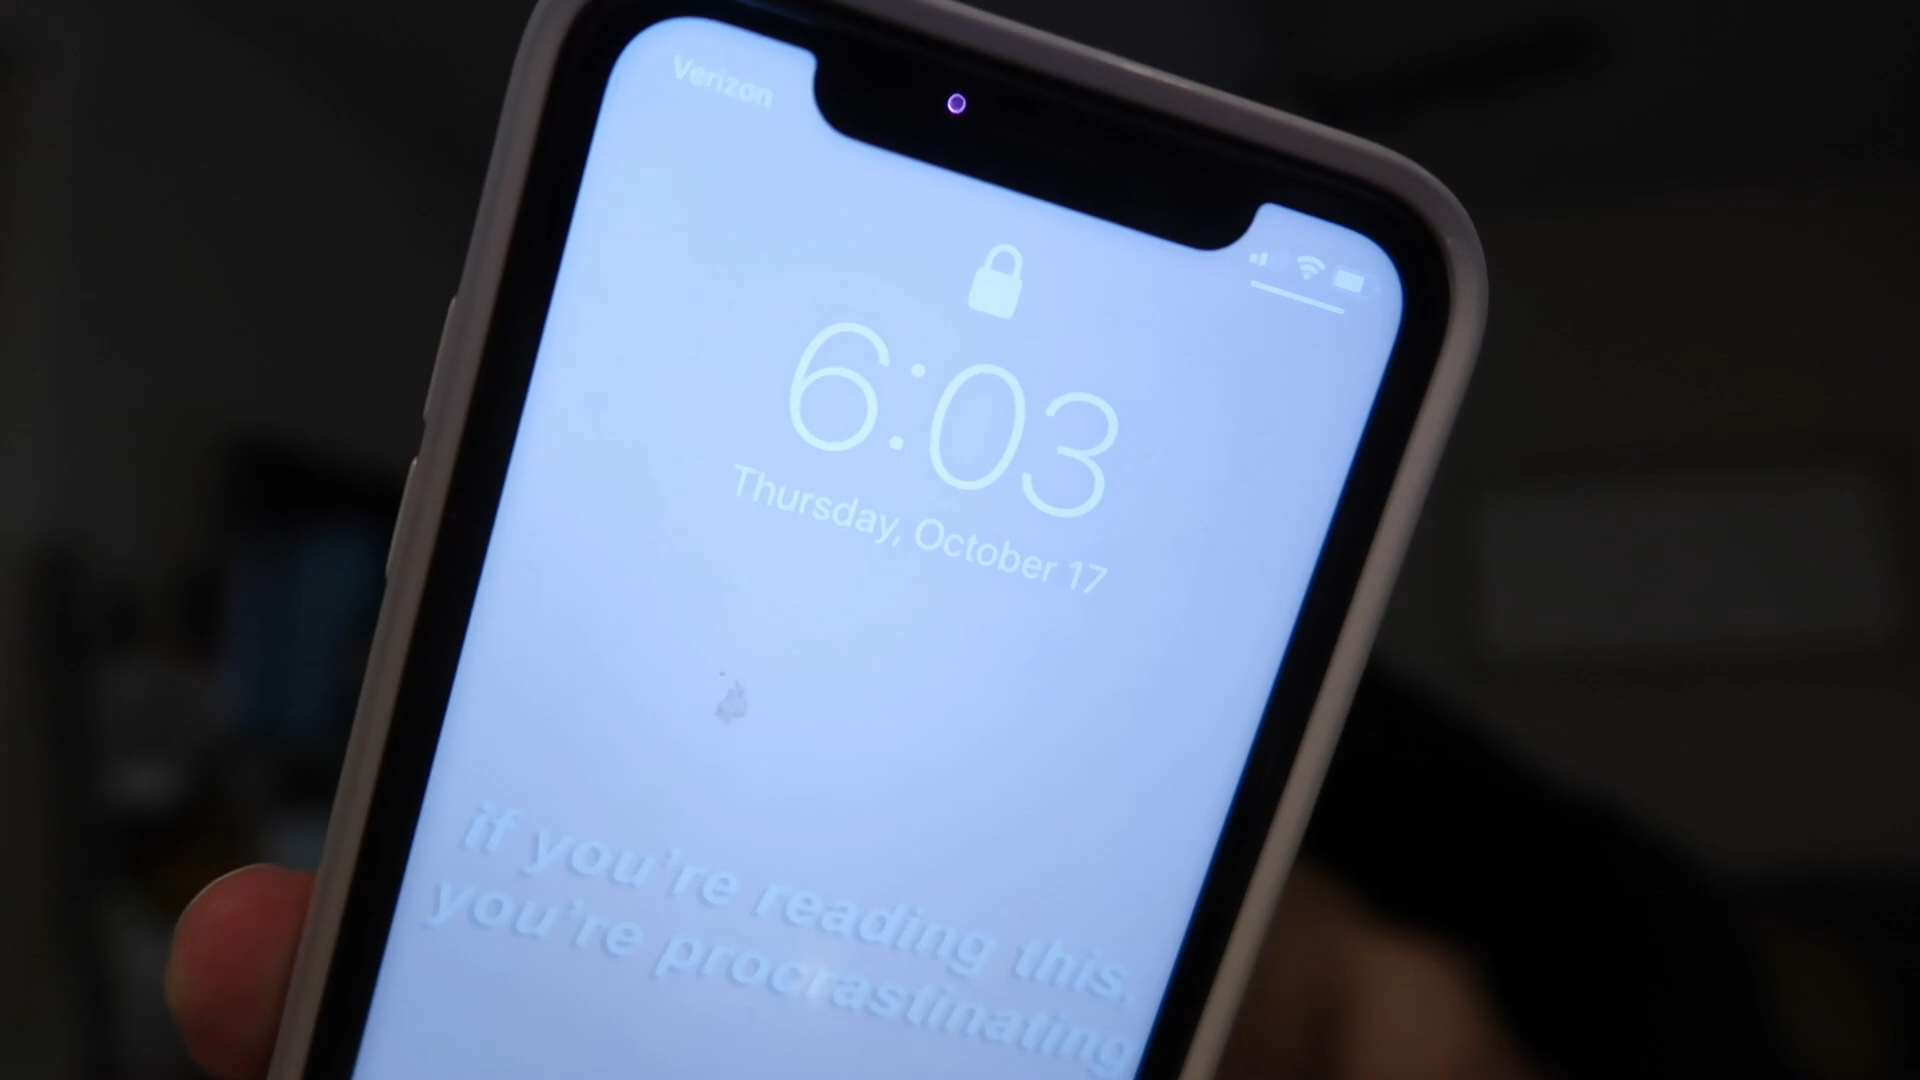 Verizon
6:03
Thursday, October 17
if you're reading this,
you're procrastinating